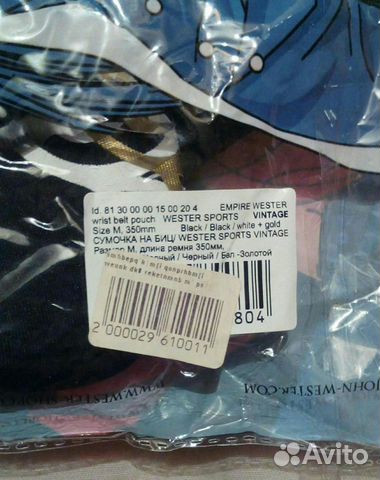 Id. 81 30 00 00 15 00 20 4 EMPIRE WESTER
wrist belt pouch WESTER SPORTS VINTAGE
Size M, 350mm Black / Black / white + gold
СУМОЧКА НА БИЦ/ WESTER SPORTS VINTAGE
Размер М, длина ремня 350мм,
/ Черный / Бел -Золотой
804
2 000029 610011
WWW.WESTER-SHOP.COM
JOHN-WESTER.COM
Avito